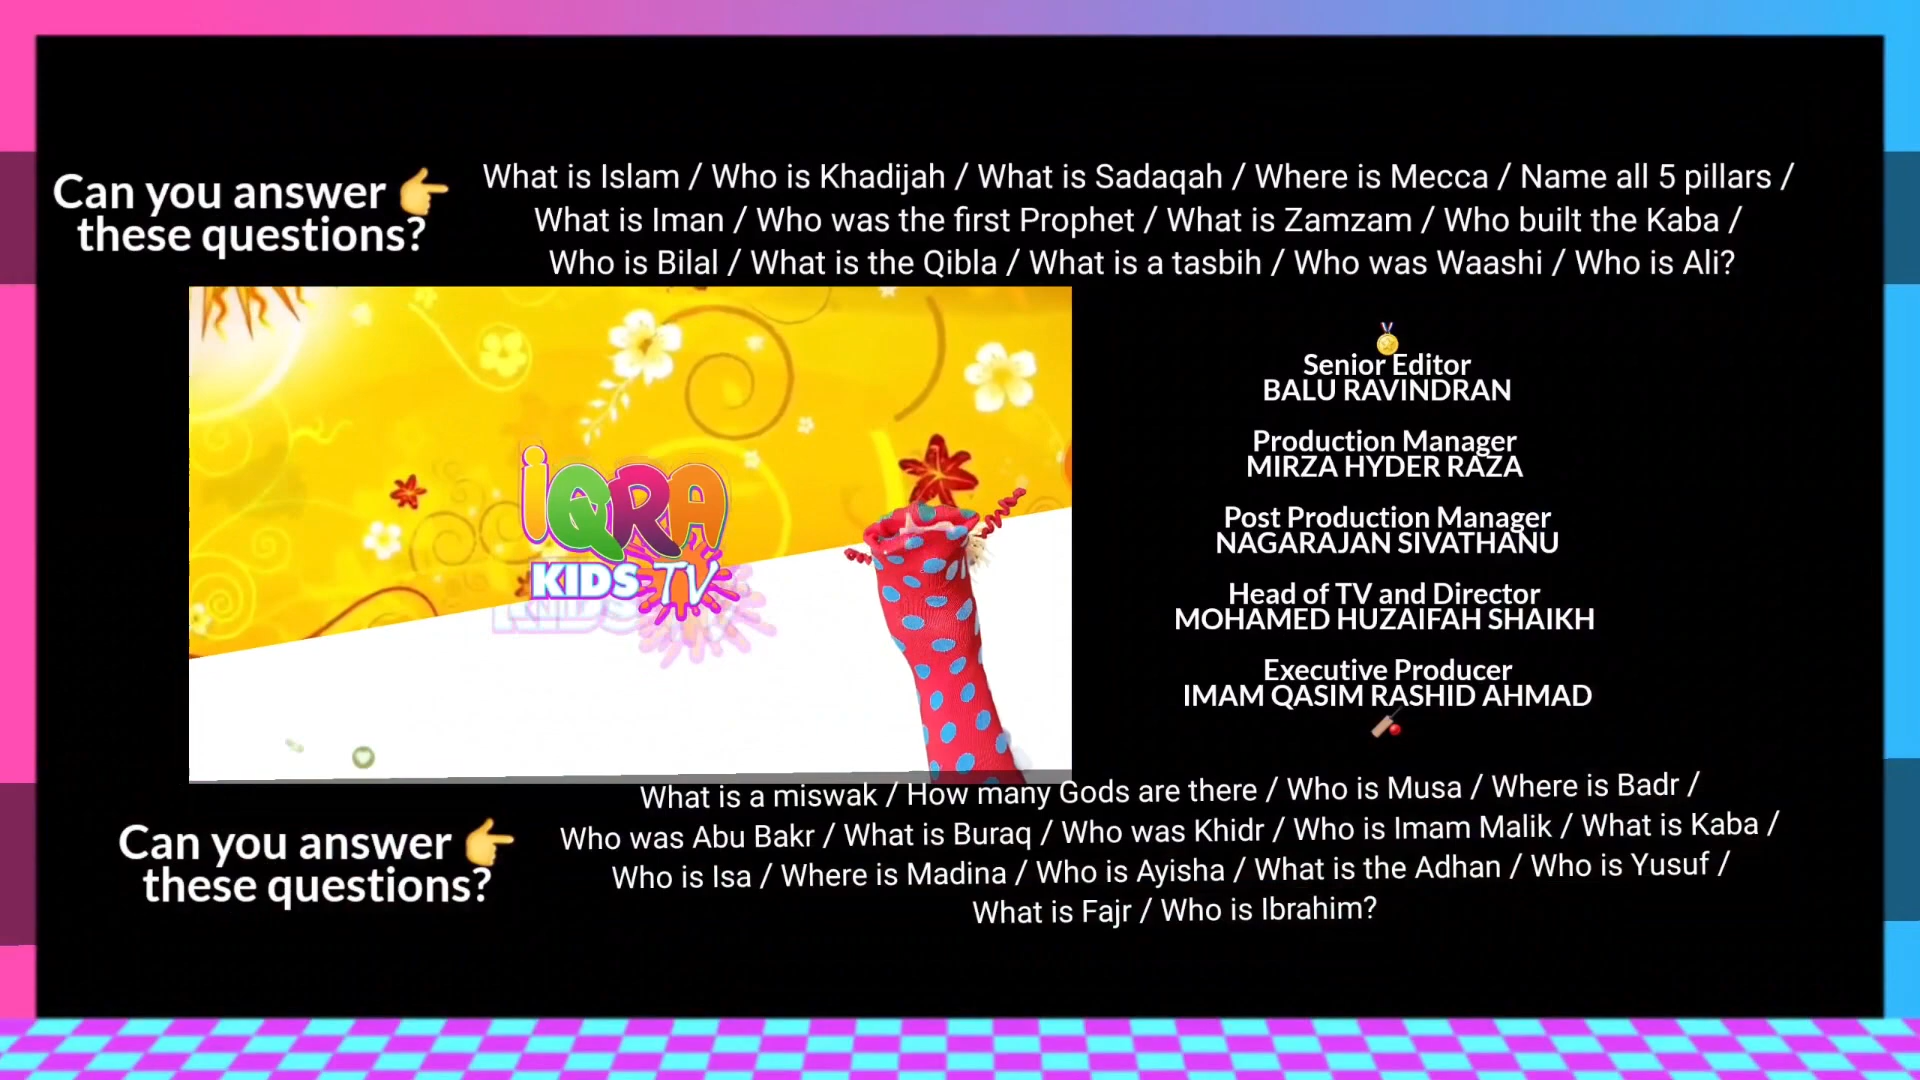 Can you answer 👉
these questions?
What is Islam / Who is Khadijah / What is Sadaqah / Where is Mecca / Name all 5 pillars /
What is Iman / Who was the first Prophet / What is Zamzam / Who built the Kaba /
Who is Bilal / What is the Qibla / What is a tasbih / Who was Waashi / Who is Ali?
iQRA
KIDS TV
Senior Editor
BALU RAVINDRAN
Production Manager
MIRZA HYDER RAZA
Post Production Manager
NAGARAJAN SIVATHANU
Head of TV and Director
MOHAMED HUZAIFAH SHAIKH
Executive Producer
IMAM QASIM RASHID AHMAD
Can you answer 👉
these questions?
What is a miswak / How many Gods are there / Who is Musa / Where is Badr /
Who was Abu Bakr / What is Buraq / Who was Khidr / Who is Imam Malik / What is Kaba /
Who is Isa / Where is Madina / Who is Ayisha / What is the Adhan / Who is Yusuf /
What is Fajr / Who is Ibrahim?